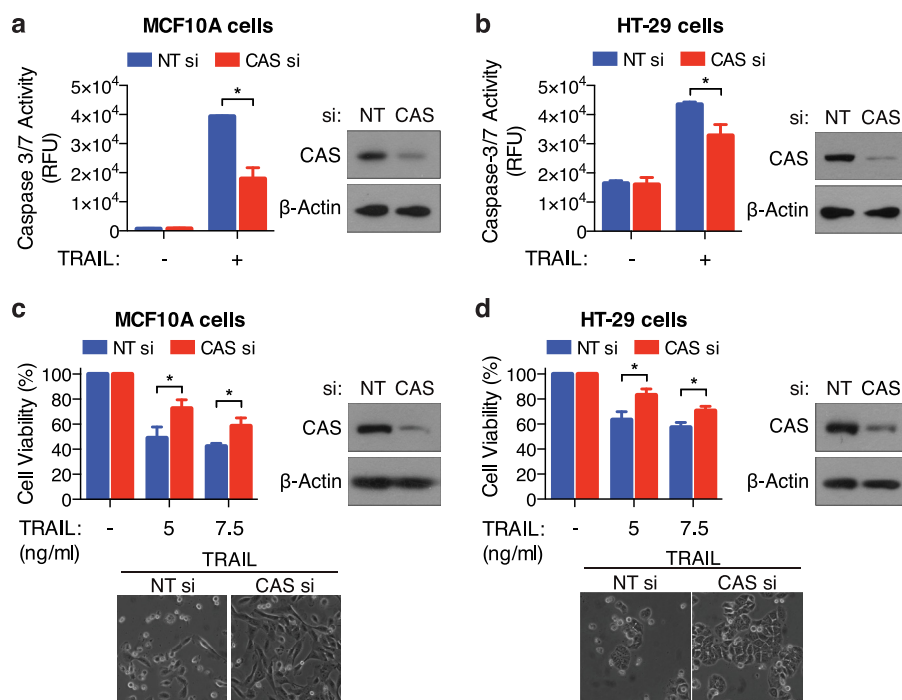 a
MCF10A cells
NT si CAS si
Caspase 3/7 Activity
(RFU)
5×10⁴
4×10⁴
3×10⁴
2×10⁴
1×10⁴
0
*
TRAIL: - +
si: NT CAS
CAS
β-Actin
b
HT-29 cells
NT si CAS si
Caspase-3/7 Activity
(RFU)
5×10⁴
4×10⁴
3×10⁴
2×10⁴
1×10⁴
0
*
TRAIL: - +
si: NT CAS
CAS
β-Actin
c
MCF10A cells
NT si CAS si
Cell Viability (%)
100
80
60
40
20
0
* *
TRAIL: - 5 7.5
(ng/ml)
si: NT CAS
CAS
β-Actin
TRAIL
NT si CAS si
d
HT-29 cells
NT si CAS si
Cell Viability (%)
100
80
60
40
20
0
* *
TRAIL: - 5 7.5
(ng/ml)
si: NT CAS
CAS
β-Actin
TRAIL
NT si CAS si